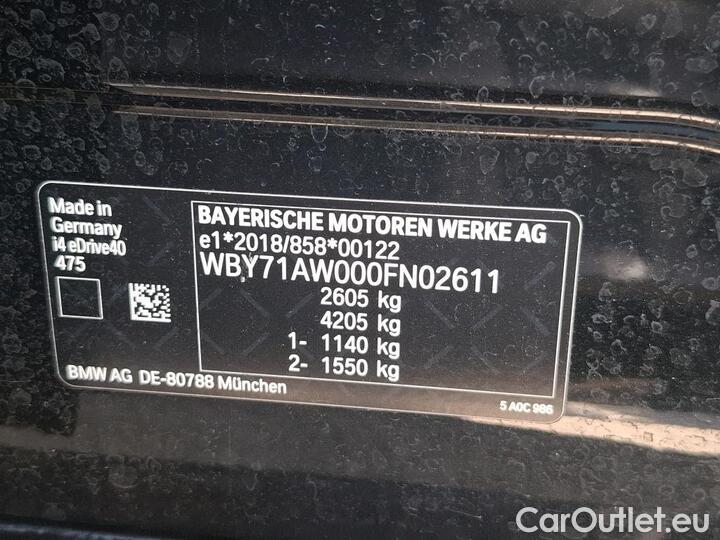 Made in
Germany
i4 eDrive40
475
BAYERISCHE MOTOREN WERKE AG
e1*2018/858*00122
WBY71AW000FN02611
2605 kg
4205 kg
1- 1140 kg
2- 1550 kg
BMW AG DE-80788 München
5 A0C 986
CarOutlet.eu